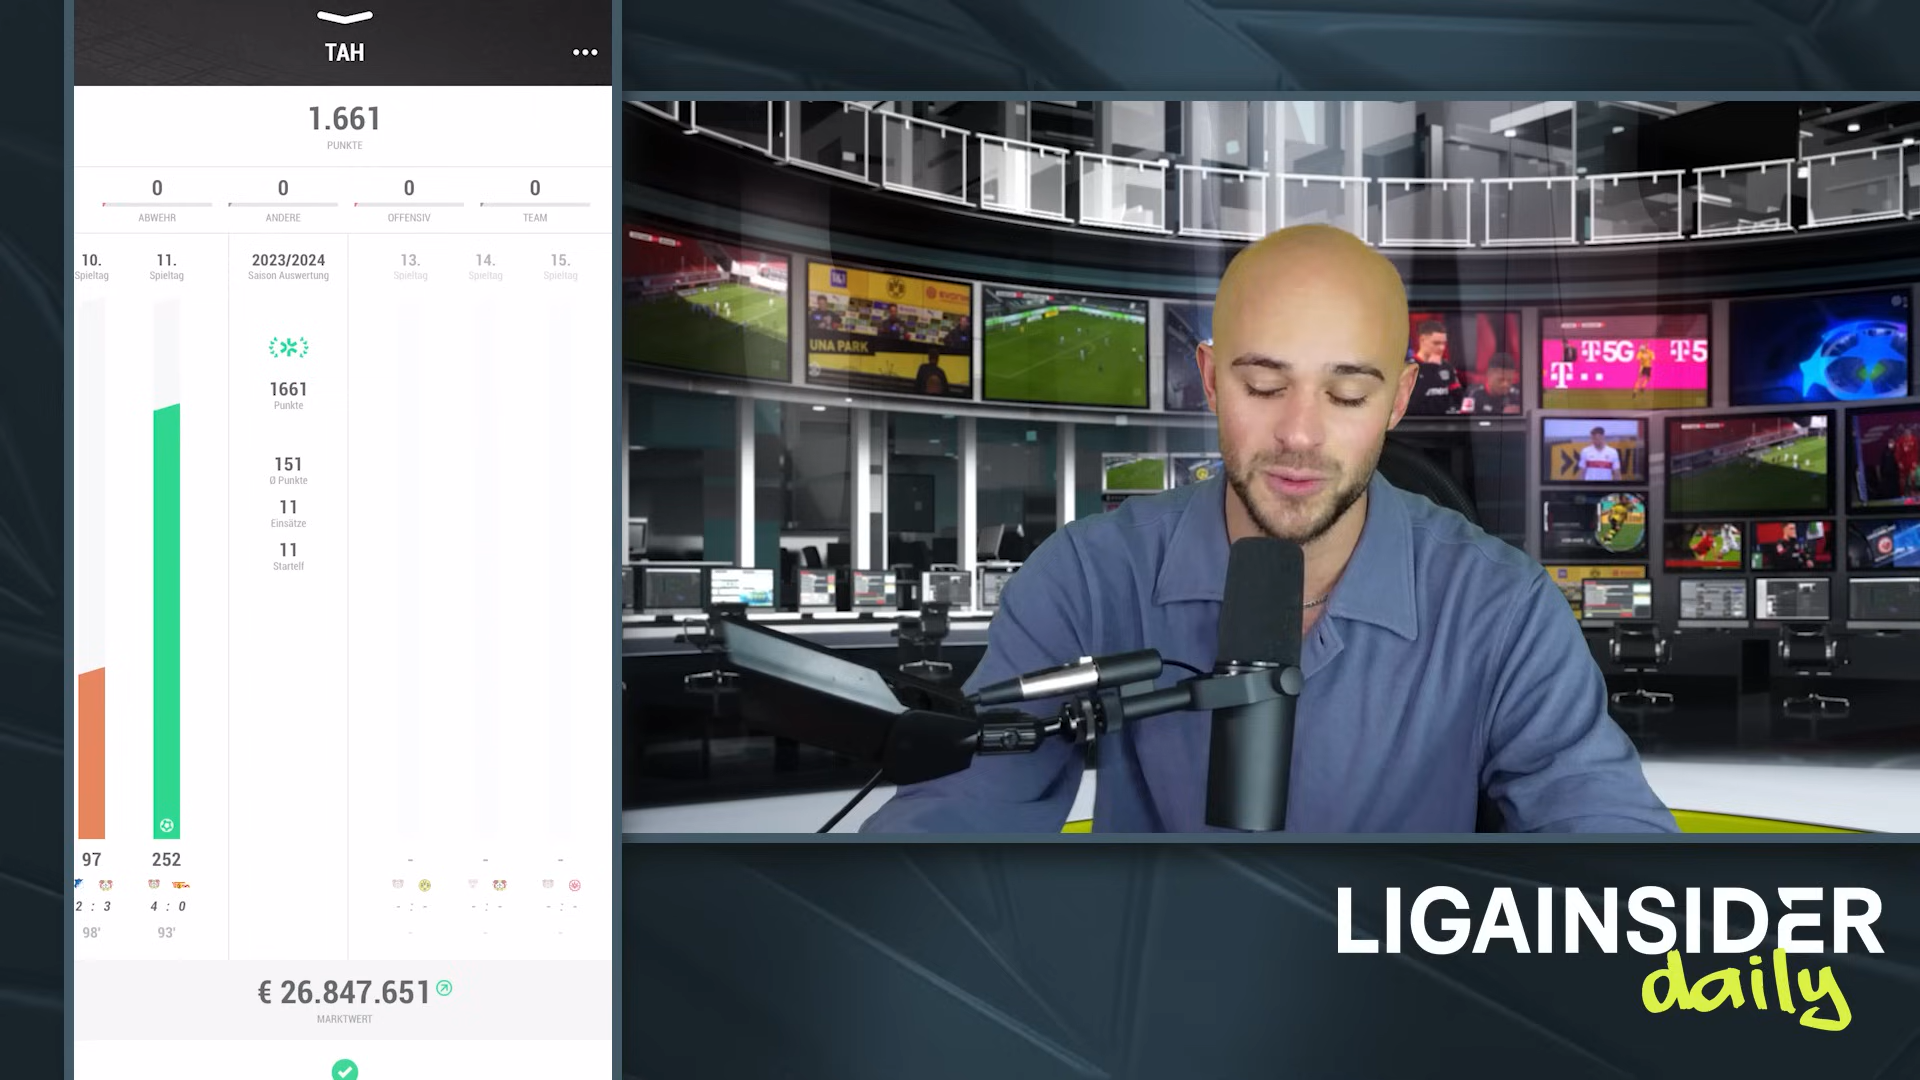 TAH
1.661
PUNKTE
0 0 0 0
ABWEHR ANDERE OFFENSIV TEAM
10. 11. 2023/2024 13. 14. 15.
Spieltag Spieltag Saison Auswertung Spieltag Spieltag Spieltag
1661
Punkte
151
Ø Punkte
11
Einsätze
11
Startelf
97 252 - - -
2 : 3 4 : 0 - : - - : - - : -
98' 93' - - -
€ 26.847.651
MARKTWERT
UNA PARK
T5G T5
LIGAINSIDER
daily